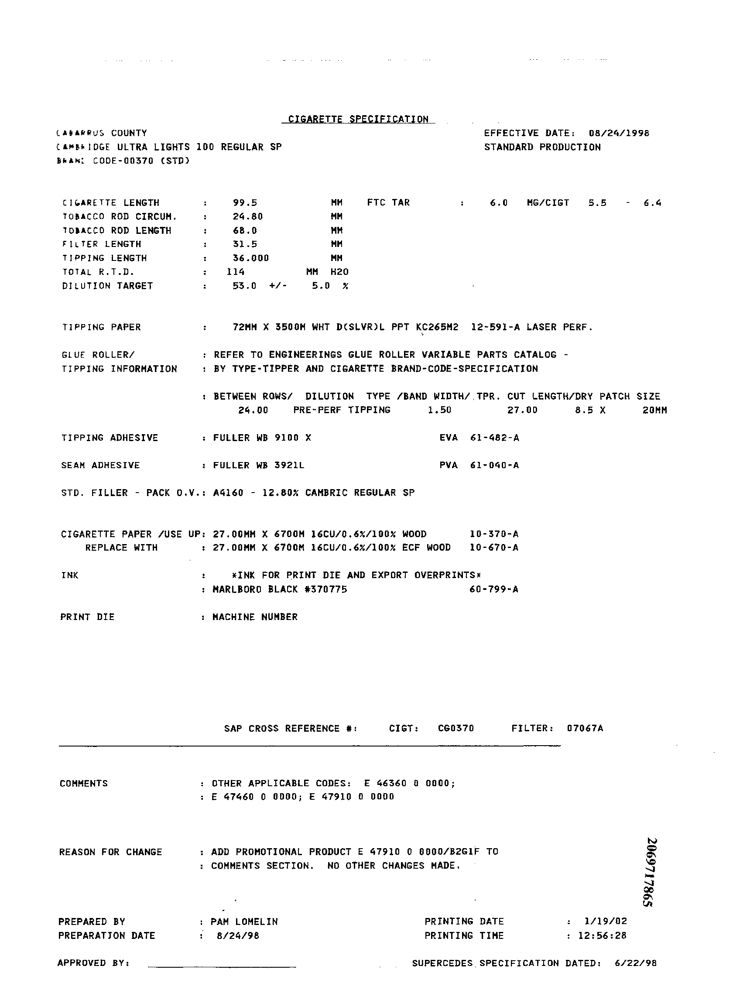 CIGARETTE SPECIFICATION
CABARRUS COUNTY EFFECTIVE DATE: 08/24/1998
CAMBRIDGE ULTRA LIGHTS 100 REGULAR SP STANDARD PRODUCTION
BRAND CODE-00370 (STD)
CIGARETTE LENGTH : 99.5 MM FTC TAR : 6.0 MG/CIGT 5.5 - 6.4
TOBACCO ROD CIRCUM. : 24.80 MM
TOBACCO ROD LENGTH : 68.0 MM
FILTER LENGTH : 31.5 MM
TIPPING LENGTH : 36.000 MM
TOTAL R.T.D. : 114 MM H2O
DILUTION TARGET : 53.0 +/- 5.0 %
TIPPING PAPER : 72MM X 3500M WHT D(SLVR)L PPT KC265M2 12-591-A LASER PERF.
GLUE ROLLER/ : REFER TO ENGINEERINGS GLUE ROLLER VARIABLE PARTS CATALOG -
TIPPING INFORMATION : BY TYPE-TIPPER AND CIGARETTE BRAND-CODE-SPECIFICATION
: BETWEEN ROWS/ DILUTION TYPE /BAND WIDTH/ TPR. CUT LENGTH/DRY PATCH SIZE
24.00 PRE-PERF TIPPING 1.50 27.00 8.5 X 20MM
TIPPING ADHESIVE : FULLER WB 9100 X EVA 61-482-A
SEAM ADHESIVE : FULLER WB 3921L PVA 61-040-A
STD. FILLER - PACK O.V.: A4160 - 12.80% CAMBRIC REGULAR SP
CIGARETTE PAPER /USE UP: 27.00MM X 6700M 16CU/0.6%/100% WOOD 10-370-A
REPLACE WITH : 27.00MM X 6700M 16CU/0.6%/100% ECF WOOD 10-670-A
INK : *INK FOR PRINT DIE AND EXPORT OVERPRINTS*
: MARLBORO BLACK #370775 60-799-A
PRINT DIE : MACHINE NUMBER
SAP CROSS REFERENCE #: CIGT: CG0370 FILTER: 07067A
COMMENTS : OTHER APPLICABLE CODES: E 46360 0 0000;
: E 47460 0 0000; E 47910 0 0000
REASON FOR CHANGE : ADD PROMOTIONAL PRODUCT E 47910 0 0000/B2G1F TO
: COMMENTS SECTION. NO OTHER CHANGES MADE.
2069717865
PREPARED BY : PAM LOMELIN PRINTING DATE : 1/19/02
PREPARATION DATE : 8/24/98 PRINTING TIME : 12:56:28
APPROVED BY: SUPERCEDES SPECIFICATION DATED: 6/22/98